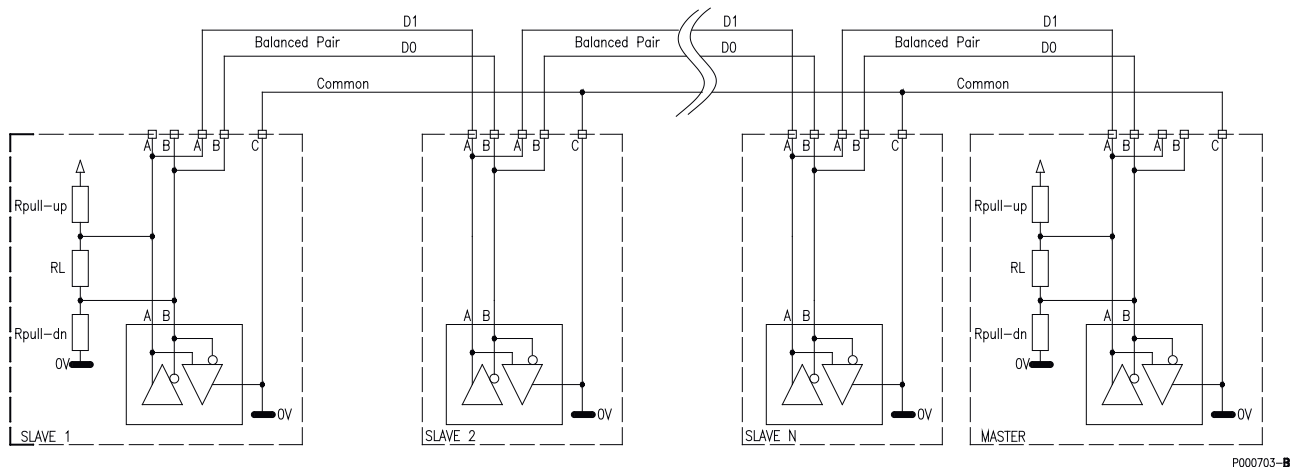 D1 D1 D1
Balanced Pair D0 Balanced Pair D0 Balanced Pair D0
Common Common
A B A B C A B A B C A B A B C A B A B C
Rpull-up Rpull-up
RL RL
Rpull-dn A B A B A B Rpull-dn A B
0V 0V
0V 0V 0V 0V
SLAVE 1 SLAVE 2 SLAVE N MASTER
P000703-B